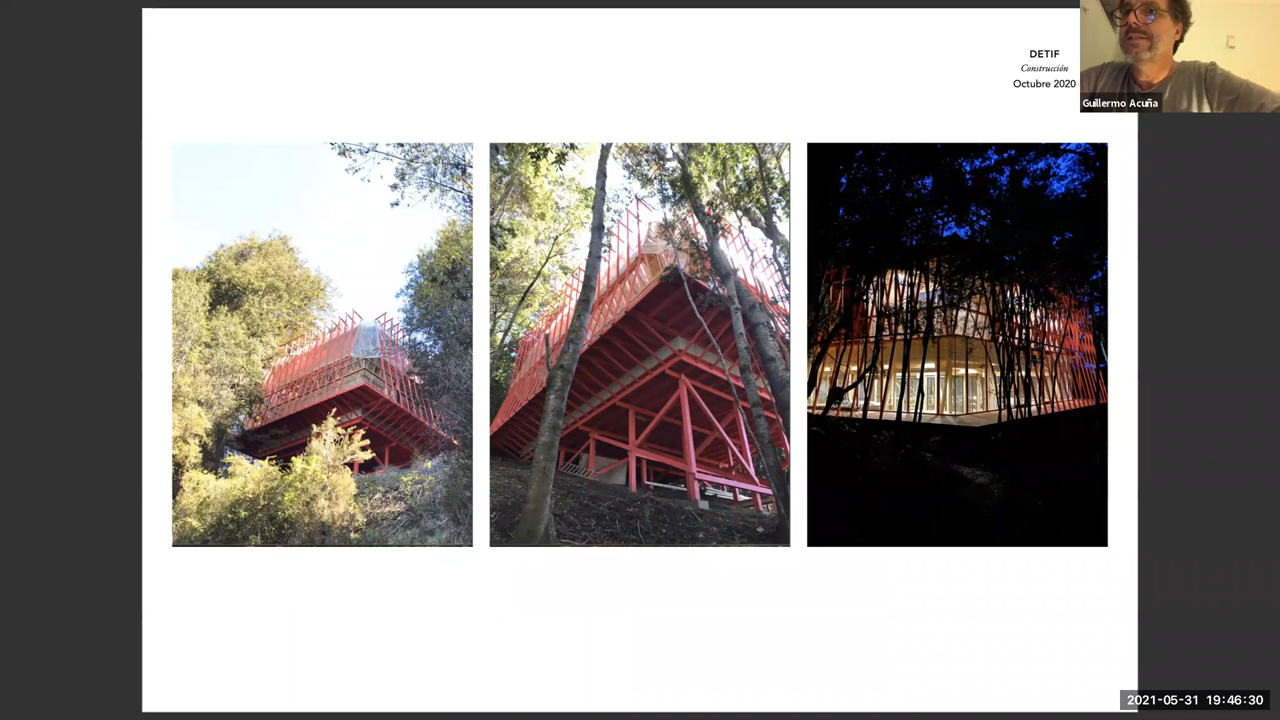 DETIF
Construcción
Octubre 2020
Guillermo Acuña
2021-05-31 19:46:30